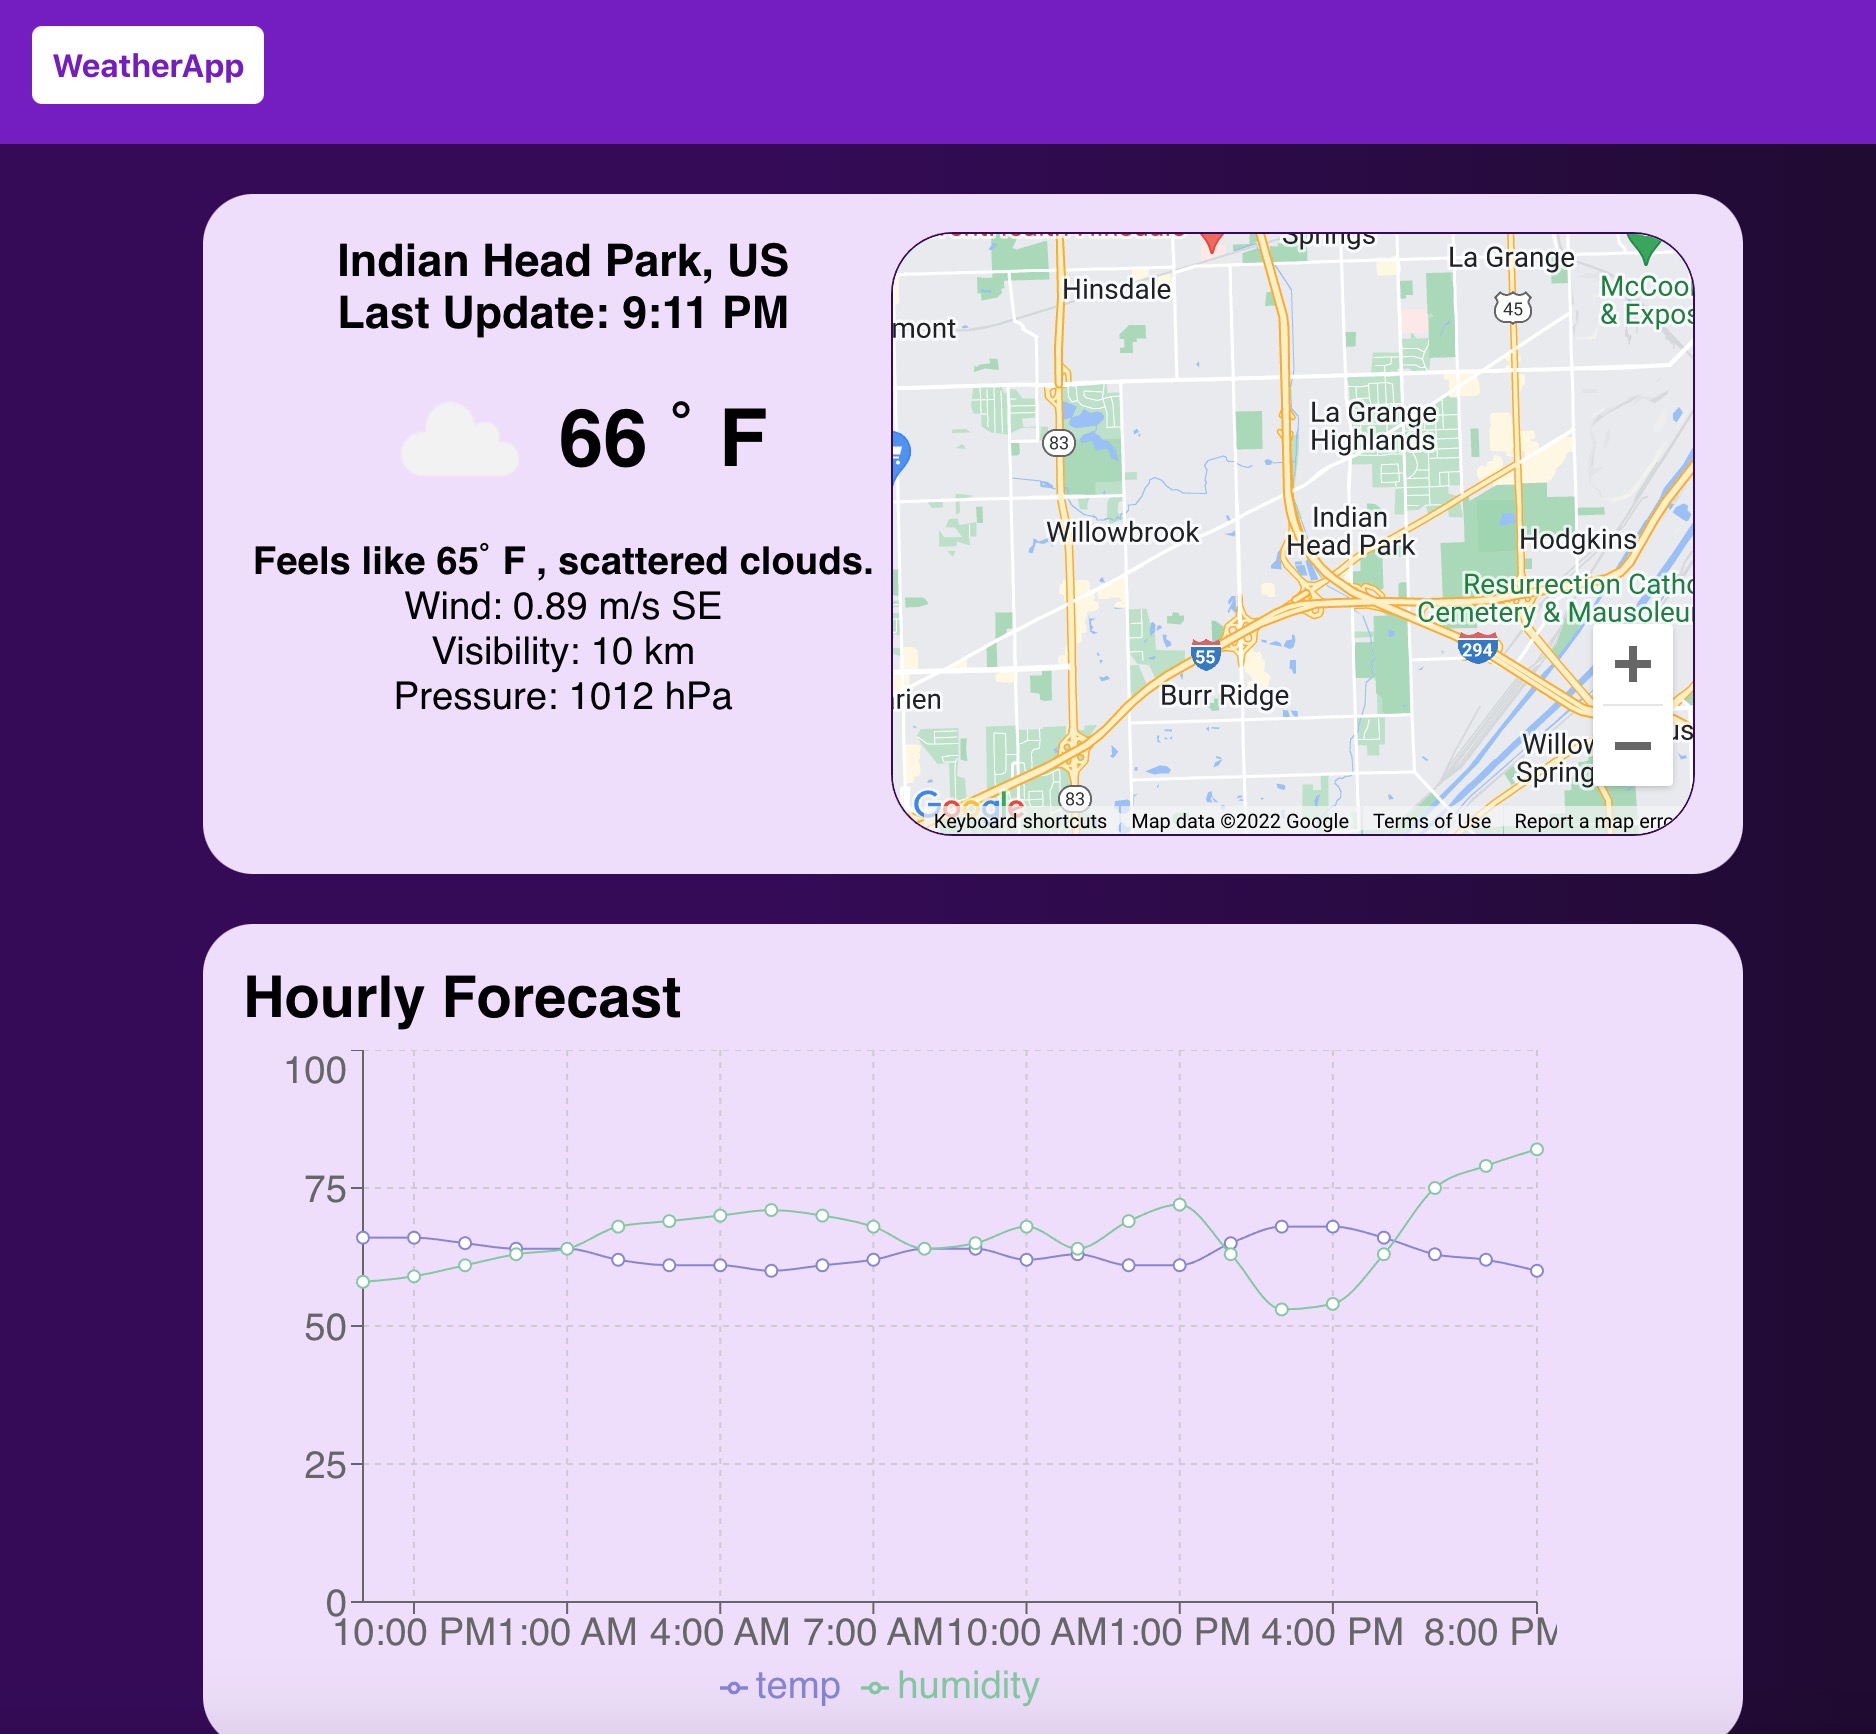 WeatherApp
Indian Head Park, US
Last Update: 9:11 PM
66 ° F
Feels like 65° F , scattered clouds.
Wind: 0.89 m/s SE
Visibility: 10 km
Pressure: 1012 hPa
Springs
La Grange
Hinsdale
McCoo
& Expos
45
mont
La Grange
Highlands
83
Indian
Head Park
Willowbrook
Hodgkins
Resurrection Catho
Cemetery & Mausoleu
294
55
Burr Ridge
rien
Willow
us
Spring
83
Google
Keyboard shortcuts
Map data ©2022 Google
Terms of Use
Report a map erro
Hourly Forecast
100
75
50
25
0
10:00 PM 1:00 AM 4:00 AM 7:00 AM 10:00 AM 1:00 PM 4:00 PM 8:00 PM
temp humidity